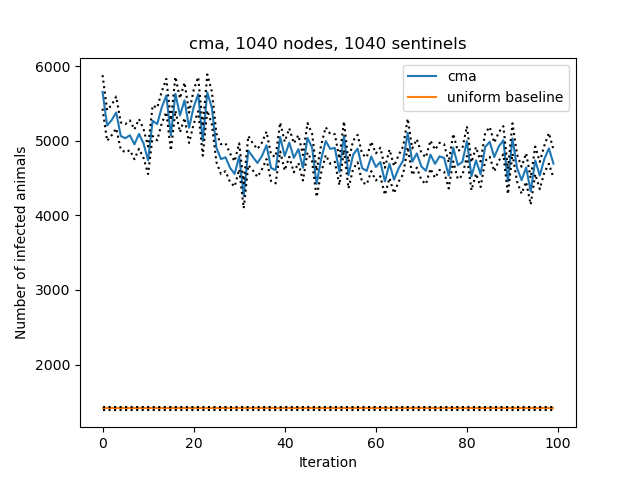 cma, 1040 nodes, 1040 sentinels
cma
uniform baseline
Number of infected animals
6000
5000
4000
3000
2000
0 20 40 60 80 100
Iteration